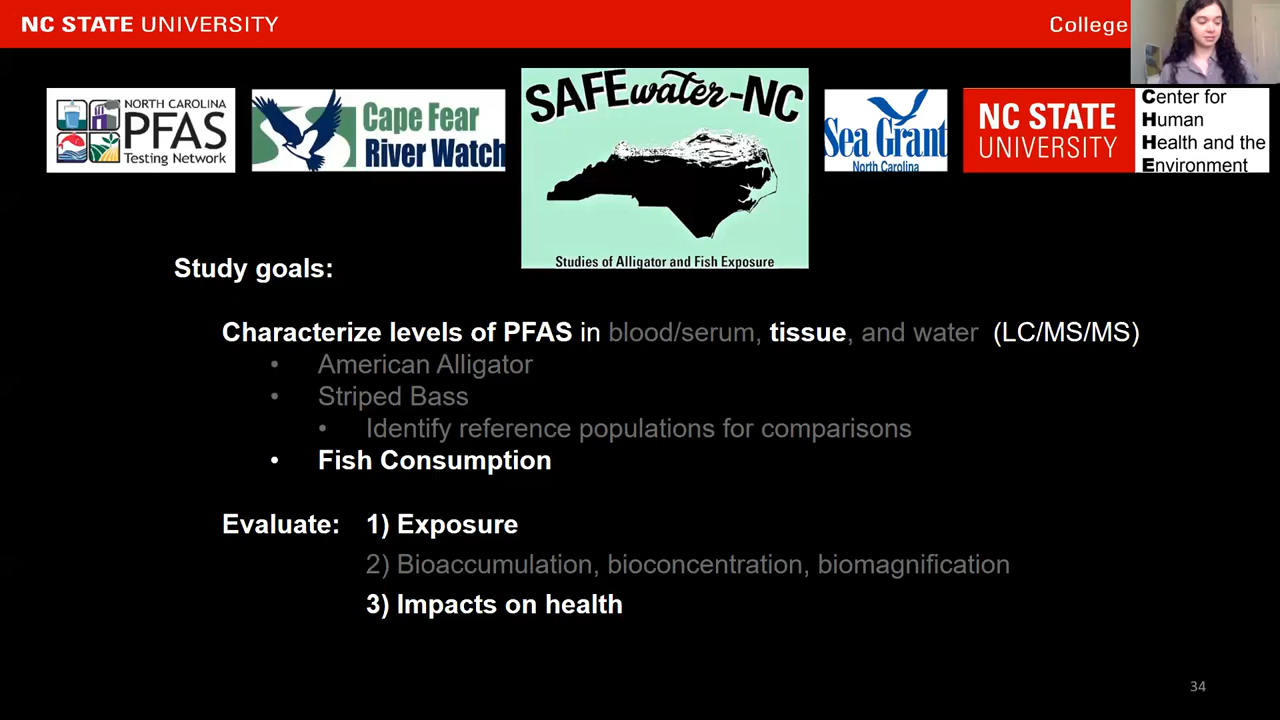 NC STATE UNIVERSITY
College
NORTH CAROLINA
PFAS
Testing Network
Cape Fear
River Watch
SAFEwater-NC
Studies of Alligator and Fish Exposure
Sea Grant
North Carolina
NC STATE
UNIVERSITY
Center for
Human
Health and the
Environment
Study goals:
Characterize levels of PFAS in blood/serum, tissue, and water (LC/MS/MS)
• American Alligator
• Striped Bass
• Identify reference populations for comparisons
• Fish Consumption
Evaluate: 1) Exposure
2) Bioaccumulation, bioconcentration, biomagnification
3) Impacts on health
34